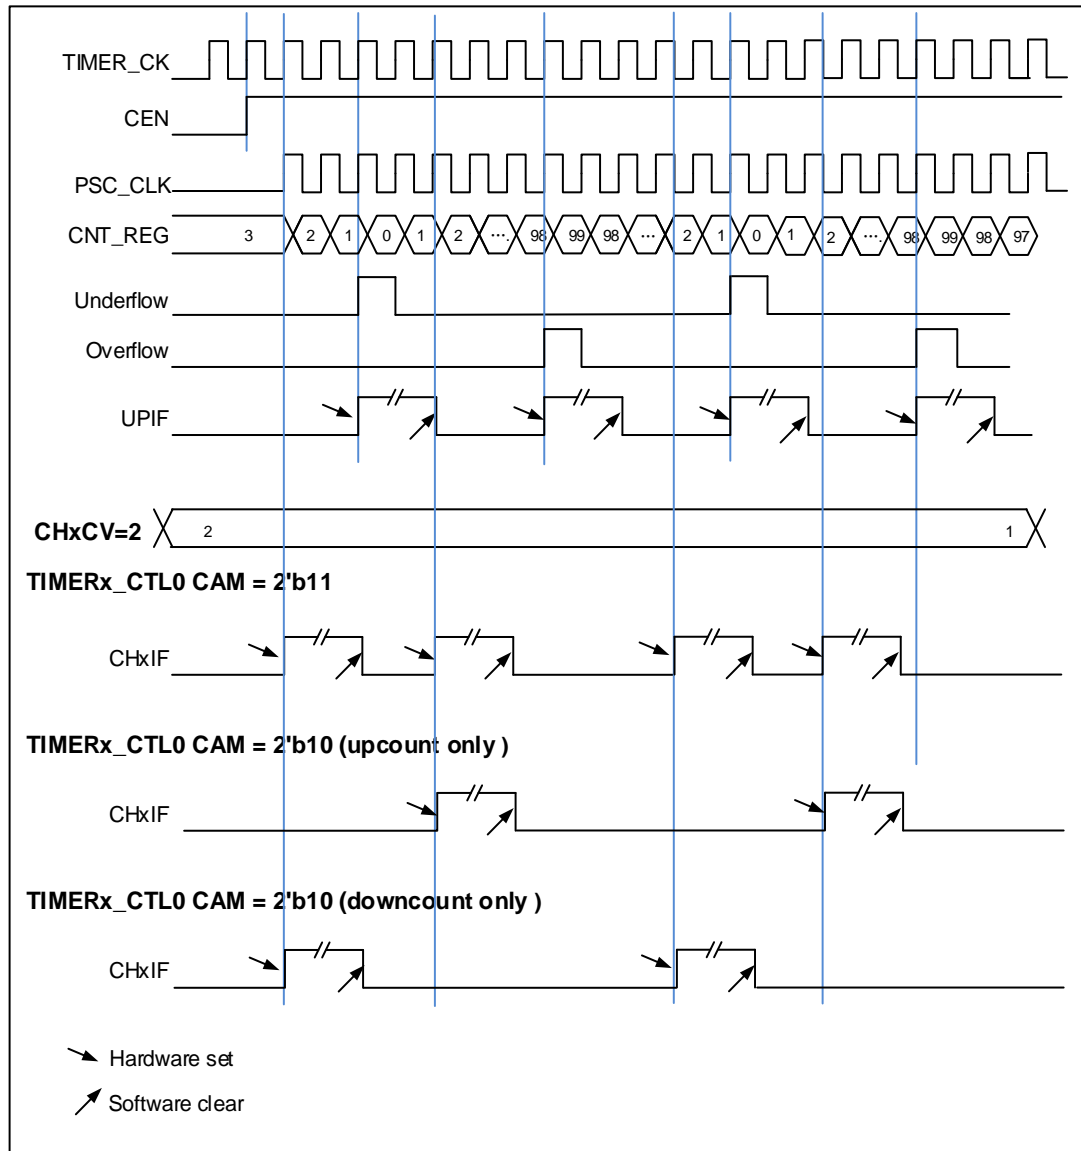 TIMER_CK
CEN
PSC_CLK
CNT_REG 3 2 1 0 1 2 .... 98 99 98 ... 2 1 0 1 2 .... 98 99 98 97
Underflow
Overflow
UPIF
CHxCV=2 2 1
TIMERx_CTL0 CAM = 2'b11
CHxIF
TIMERx_CTL0 CAM = 2'b10 (upcount only )
CHxIF
TIMERx_CTL0 CAM = 2'b10 (downcount only )
CHxIF
Hardware set
Software clear